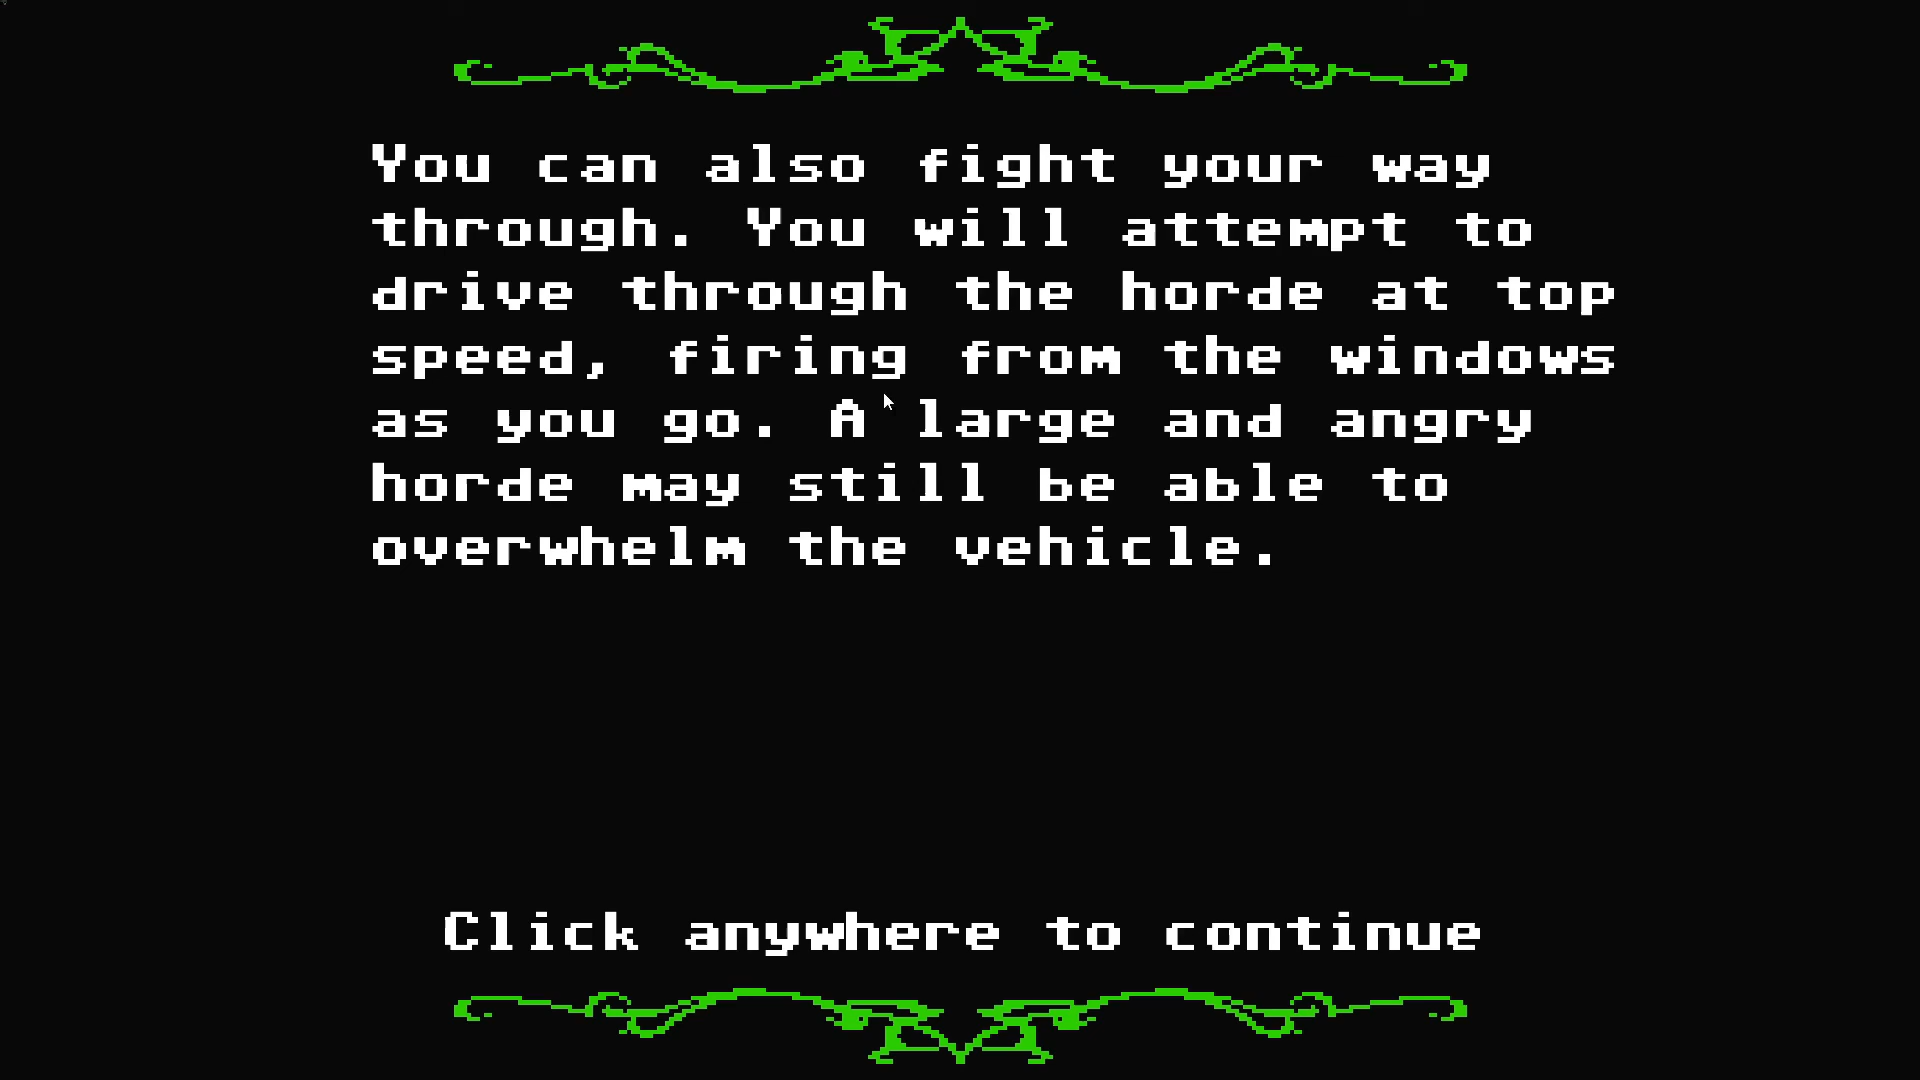 You can also fight your way
through. You will attempt to
drive through the horde at top
speed, firing from the windows
as you go. A large and angry
horde may still be able to
overwhelm the vehicle.
Click anywhere to continue